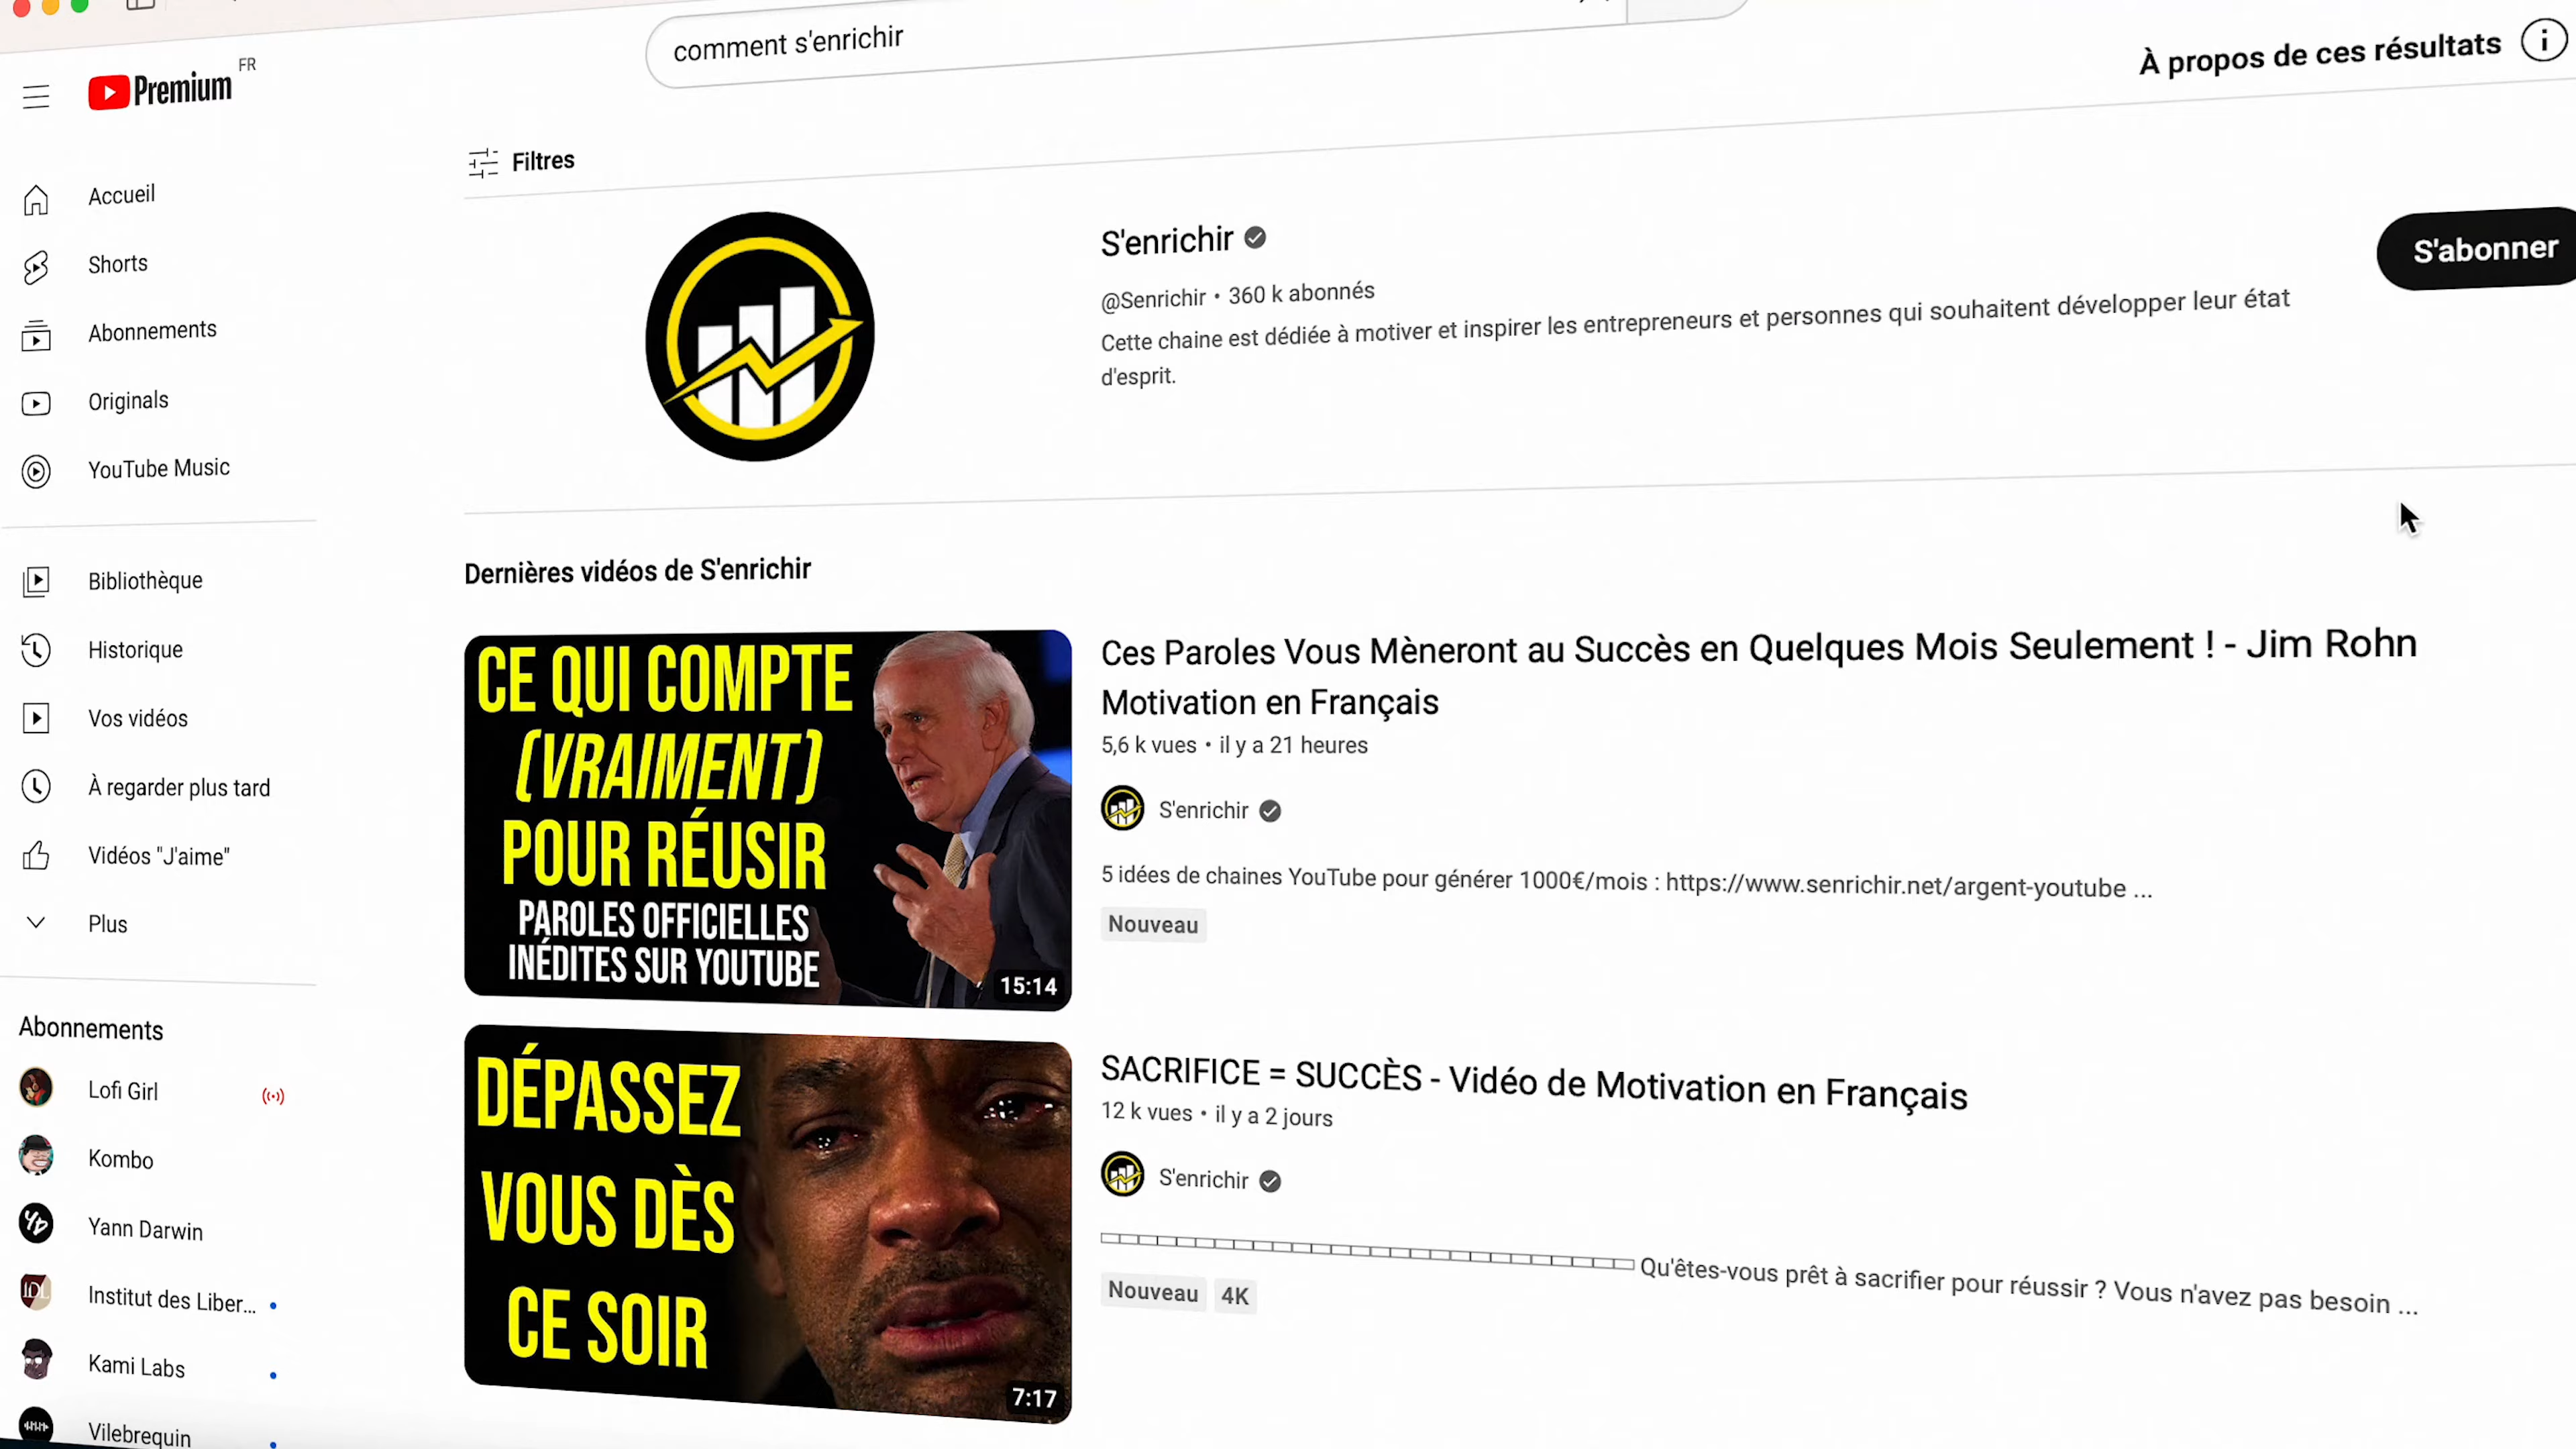 comment s'enrichir
À propos de ces résultats
Premium FR
Filtres
Accueil
Shorts
Abonnements
Originals
YouTube Music
Bibliothèque
Historique
Vos vidéos
À regarder plus tard
Vidéos "J'aime"
Plus
Abonnements
Lofi Girl
Kombo
Yann Darwin
Institut des Liber...
Kami Labs
Vilebrequin
S'enrichir
@Senrichir • 360 k abonnés
Cette chaine est dédiée à motiver et inspirer les entrepreneurs et personnes qui souhaitent développer leur état
d'esprit.
S'abonner
Dernières vidéos de S'enrichir
CE QUI COMPTE
(VRAIMENT)
POUR RÉUSIR
PAROLES OFFICIELLES
INÉDITES SUR YOUTUBE
15:14
Ces Paroles Vous Mèneront au Succès en Quelques Mois Seulement ! - Jim Rohn
Motivation en Français
5,6 k vues • il y a 21 heures
S'enrichir
5 idées de chaines YouTube pour générer 1000€/mois : https://www.senrichir.net/argent-youtube ...
Nouveau
DÉPASSEZ
VOUS DÈS
CE SOIR
7:17
SACRIFICE = SUCCÈS - Vidéo de Motivation en Français
12 k vues • il y a 2 jours
S'enrichir
Qu'êtes-vous prêt à sacrifier pour réussir ? Vous n'avez pas besoin ...
Nouveau 4K